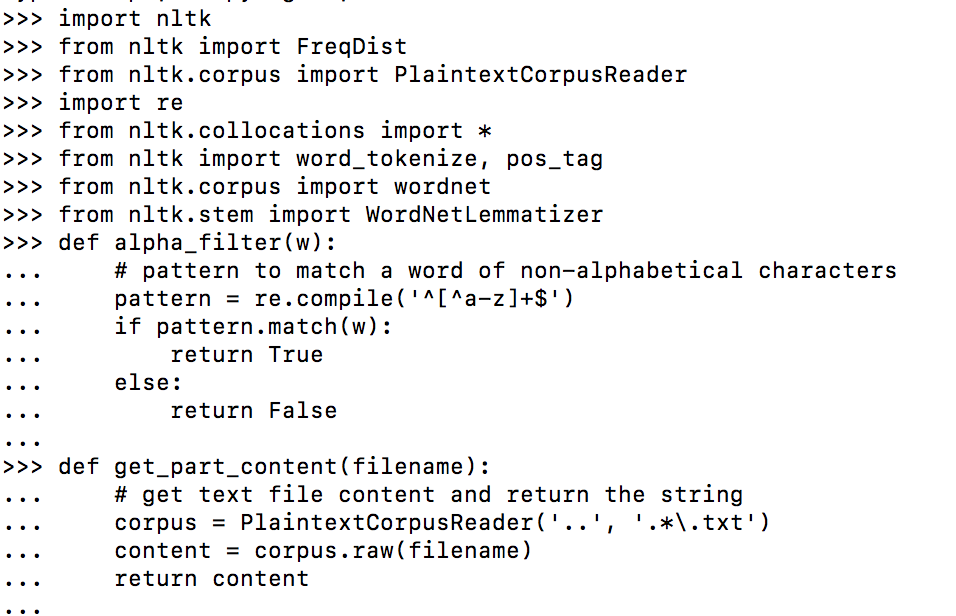 >>> import nltk
>>> from nltk import FreqDist
>>> from nltk.corpus import PlaintextCorpusReader
>>> import re
>>> from nltk.collocations import *
>>> from nltk import word_tokenize, pos_tag
>>> from nltk.corpus import wordnet
>>> from nltk.stem import WordNetLemmatizer
>>> def alpha_filter(w):
...     # pattern to match a word of non-alphabetical characters
...     pattern = re.compile('^[^a-z]+$')
...     if pattern.match(w):
...         return True
...     else:
...         return False
...
>>> def get_part_content(filename):
...     # get text file content and return the string
...     corpus = PlaintextCorpusReader('..', '.*\.txt')
...     content = corpus.raw(filename)
...     return content
...